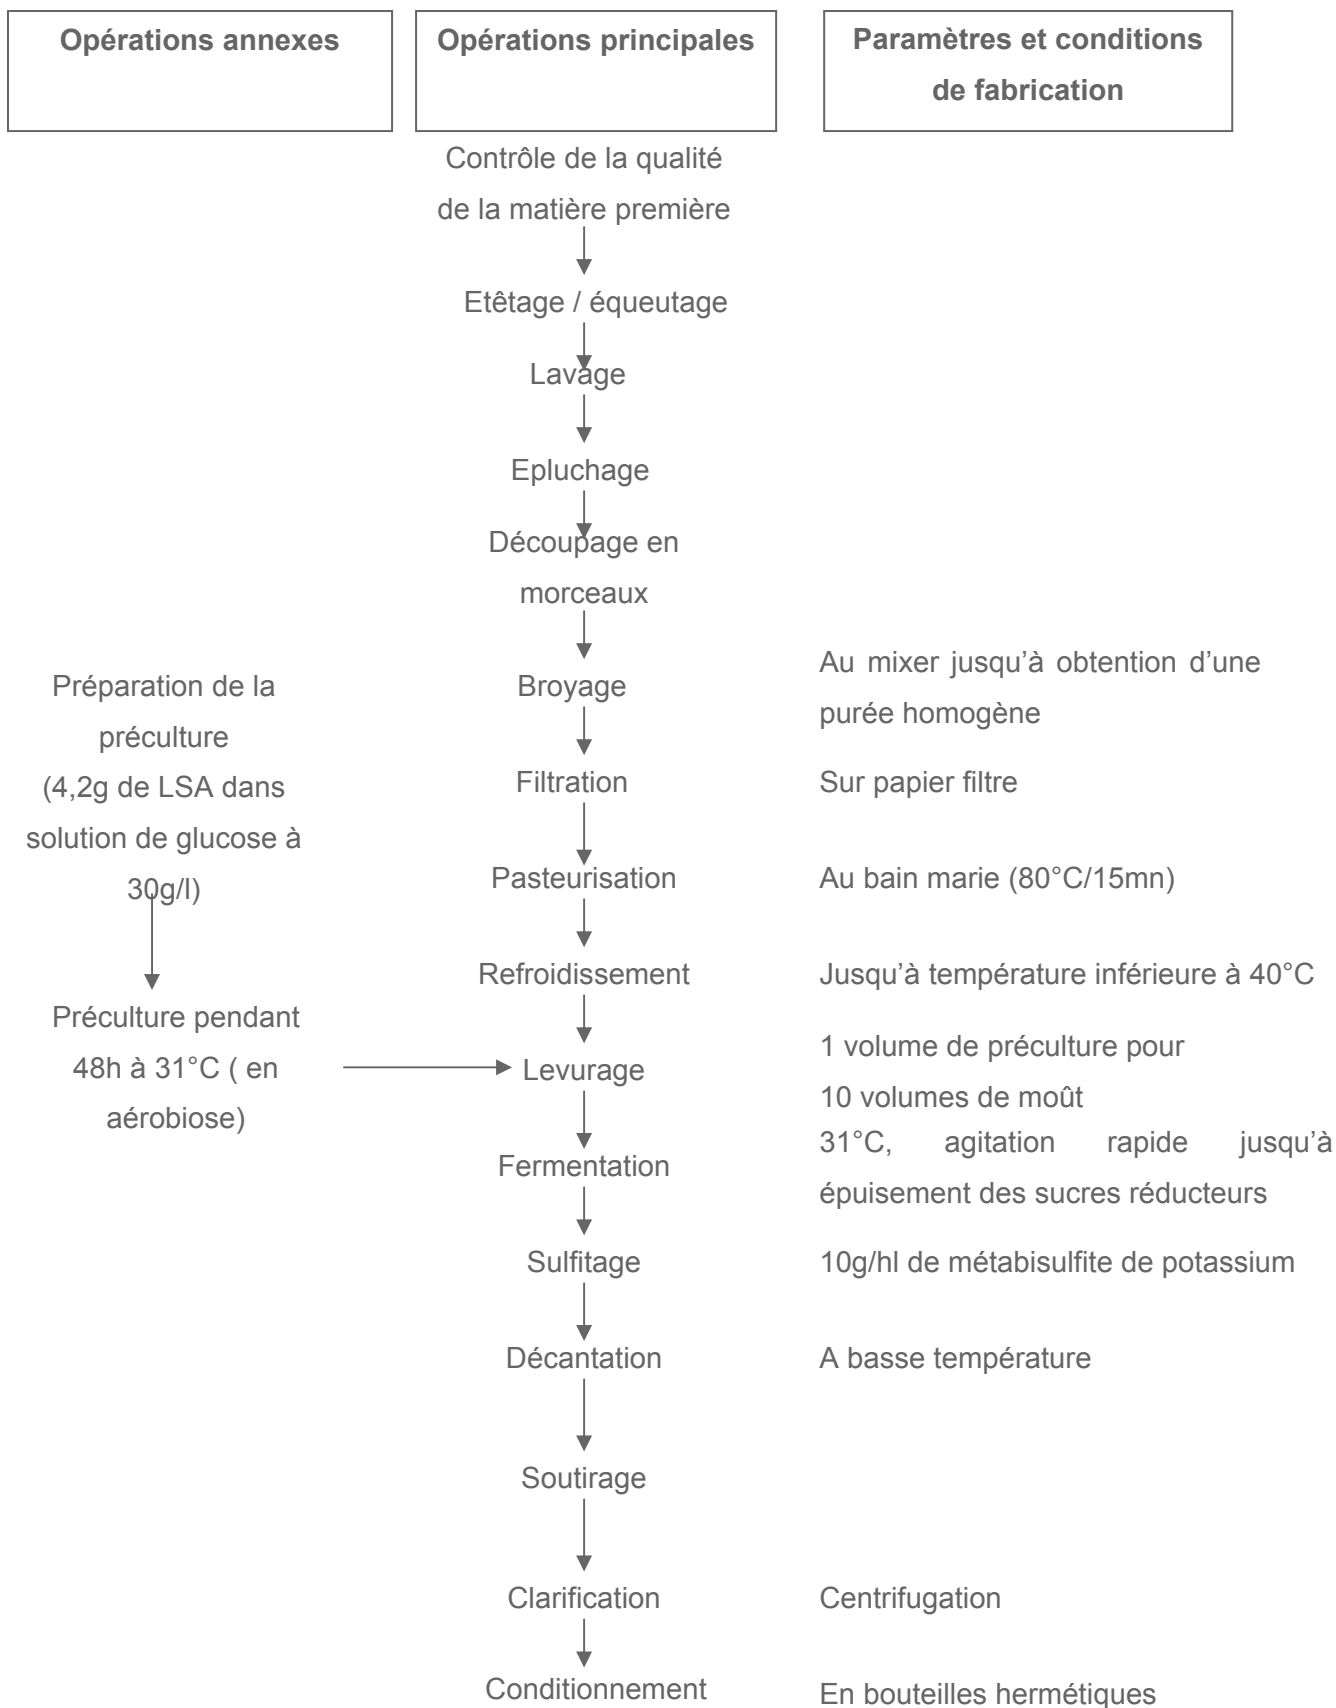 Opérations annexes
Opérations principales
Paramètres et conditions
de fabrication
Contrôle de la qualité
de la matière première
Etêtage / équeutage
Lavage
Epluchage
Découpage en
morceaux
Préparation de la
préculture
(4,2g de LSA dans
solution de glucose à
30g/l)
Broyage
Au mixer jusqu’à obtention d’une
purée homogène
Filtration
Sur papier filtre
Pasteurisation
Au bain marie (80°C/15mn)
Refroidissement
Jusqu’à température inférieure à 40°C
Préculture pendant
48h à 31°C ( en
aérobiose)
Levurage
1 volume de préculture pour
10 volumes de moût
Fermentation
31°C, agitation rapide jusqu’à
épuisement des sucres réducteurs
Sulfitage
10g/hl de métabisulfite de potassium
Décantation
A basse température
Soutirage
Clarification
Centrifugation
Conditionnement
En bouteilles hermétiques